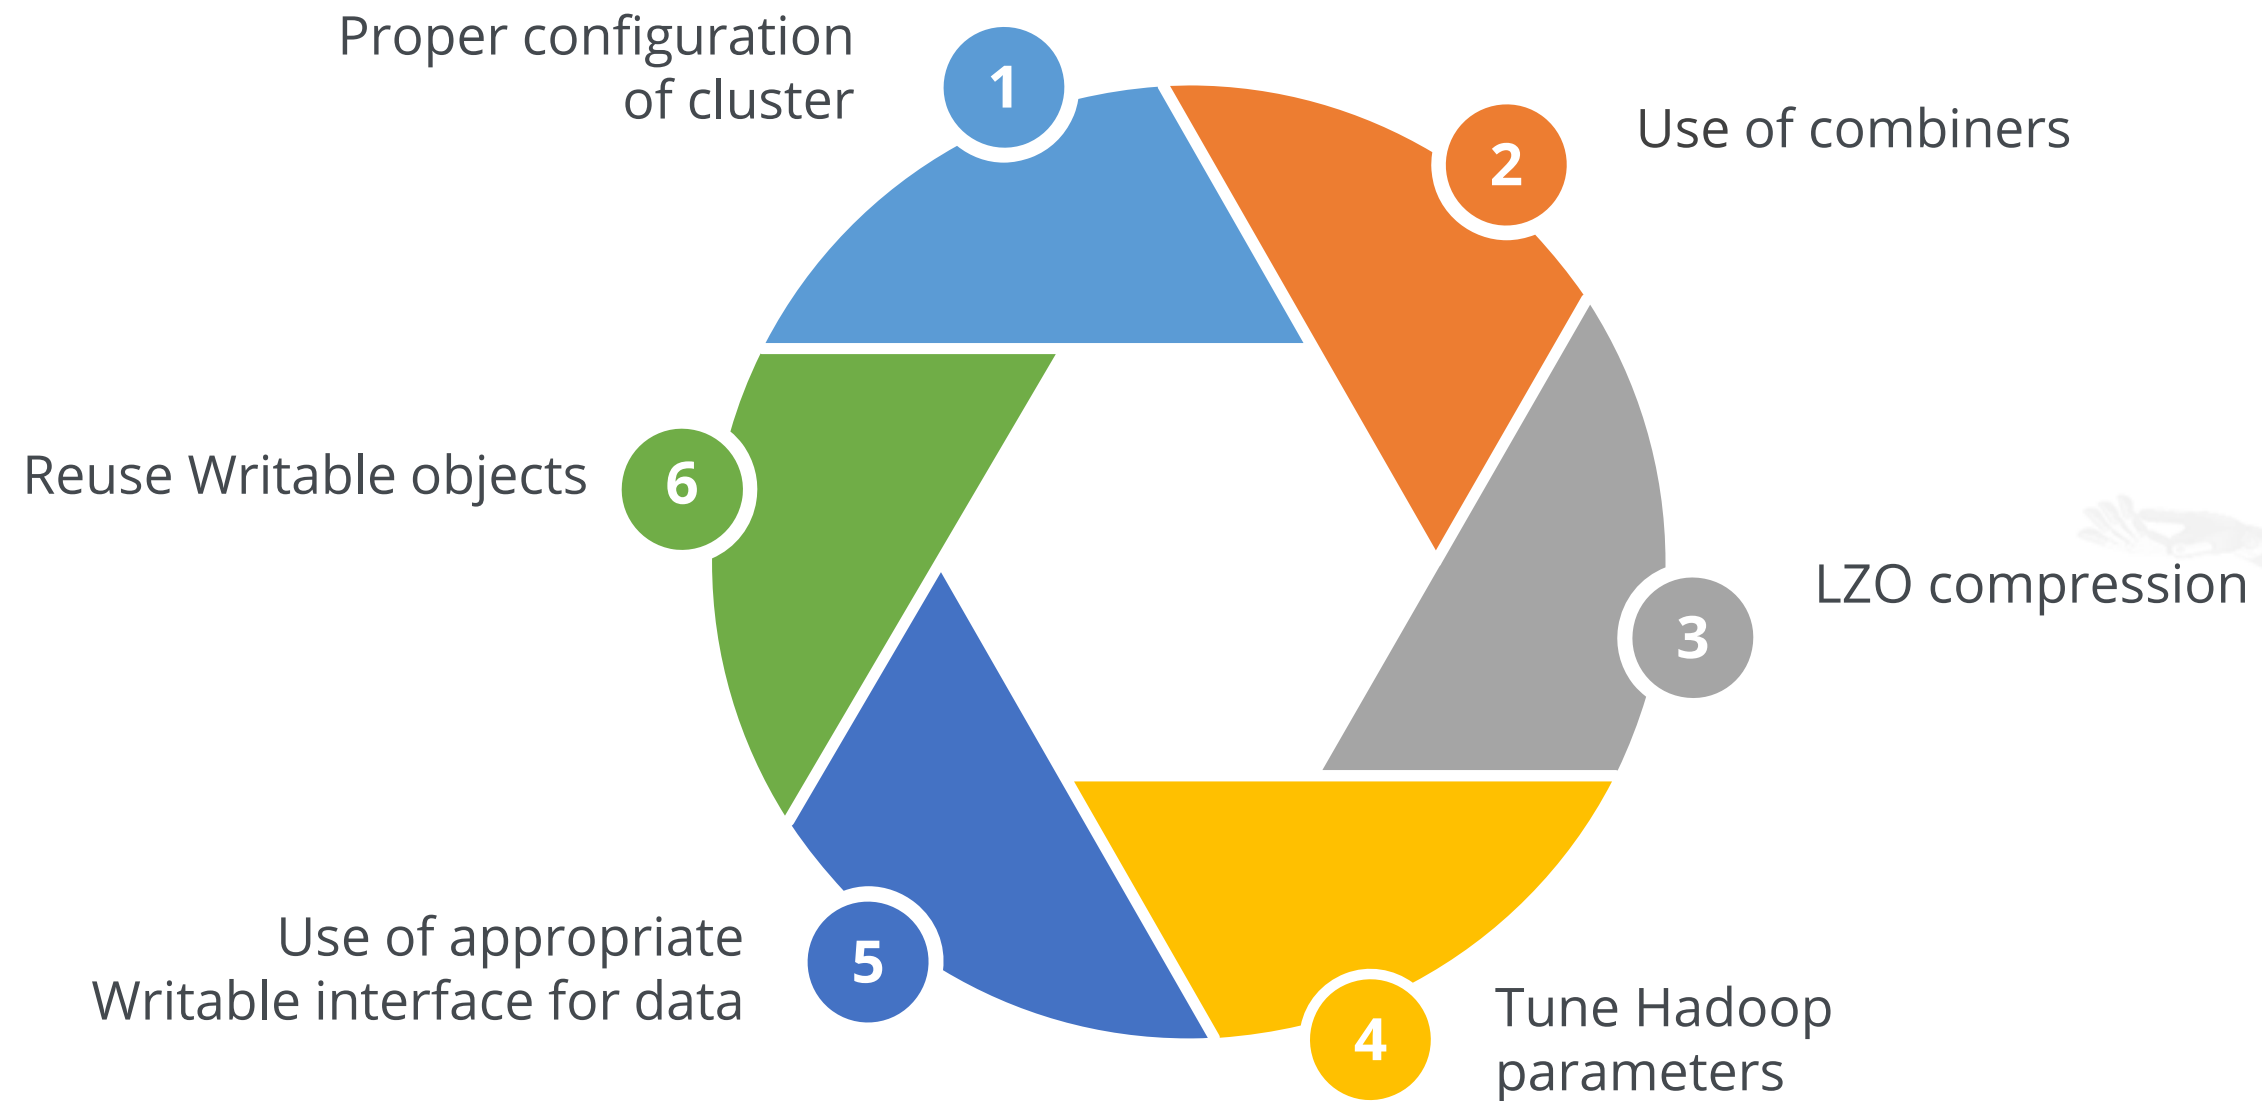 Proper configuration
of cluster
1
2
Use of combiners
3
LZO compression
4
Tune Hadoop
parameters
5
Use of appropriate
Writable interface for data
6
Reuse Writable objects